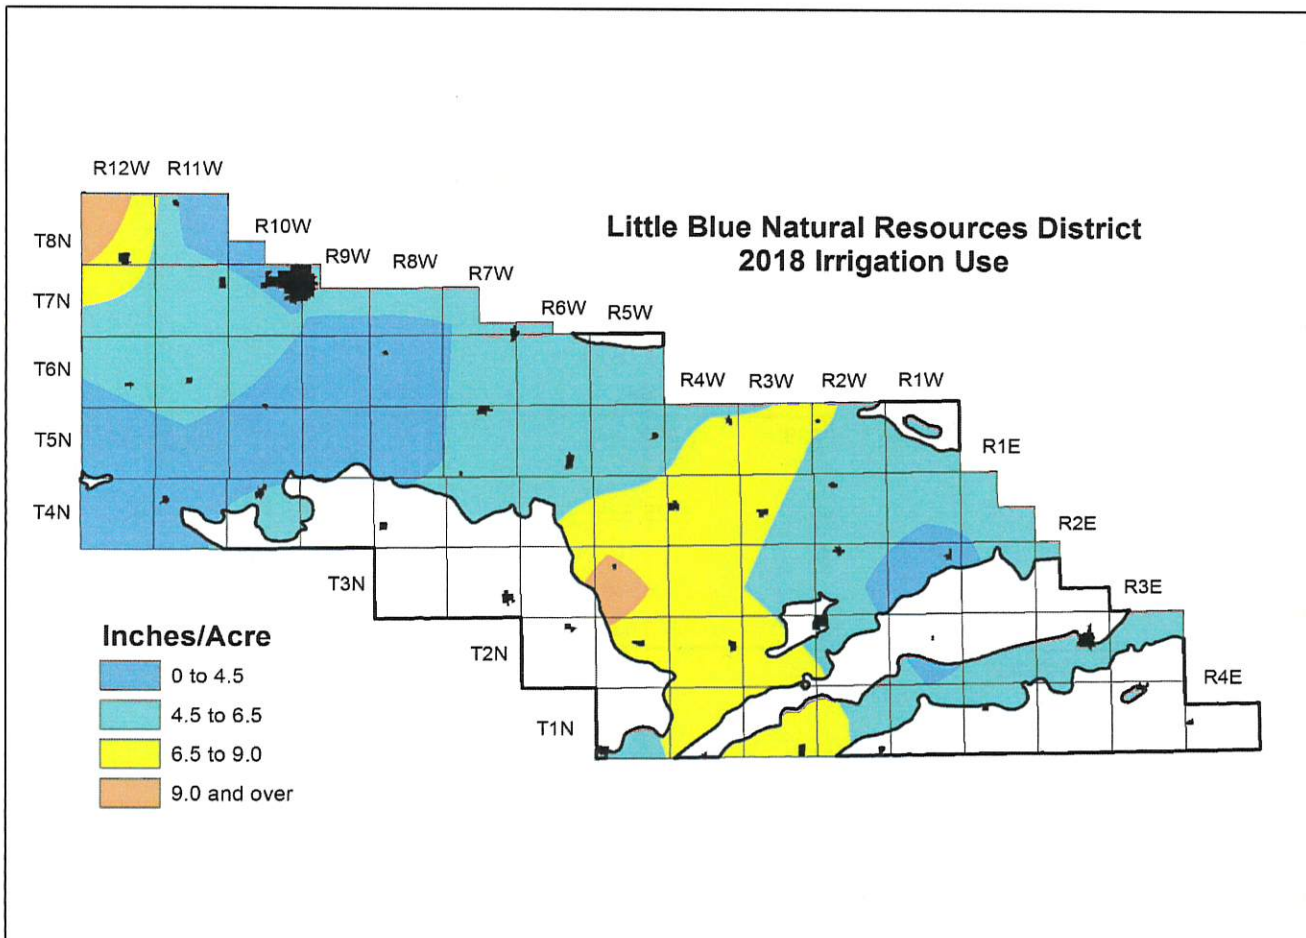 R12W R11W
R10W
Little Blue Natural Resources District
2018 Irrigation Use
T8N
R9W R8W R7W
T7N
R6W R5W
T6N
R4W R3W R2W R1W
T5N
R1E
T4N
R2E
T3N
R3E
Inches/Acre
T2N
0 to 4.5
R4E
4.5 to 6.5
T1N
6.5 to 9.0
9.0 and over